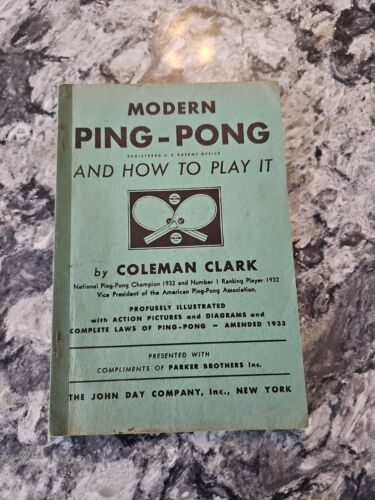 MODERN
PING-PONG
REGISTERED U.S. PATENT OFFICE
AND HOW TO PLAY IT
by COLEMAN CLARK
National Ping-Pong Champion 1932 and Number 1 Ranking Player 1932
Vice President of the American Ping-Pong Association.
PROFUSELY ILLUSTRATED
with ACTION PICTURES and DIAGRAMS and
COMPLETE LAWS OF PING-PONG — AMENDED 1933
PRESENTED WITH
COMPLIMENTS OF PARKER BROTHERS Inc.
THE JOHN DAY COMPANY, Inc., NEW YORK